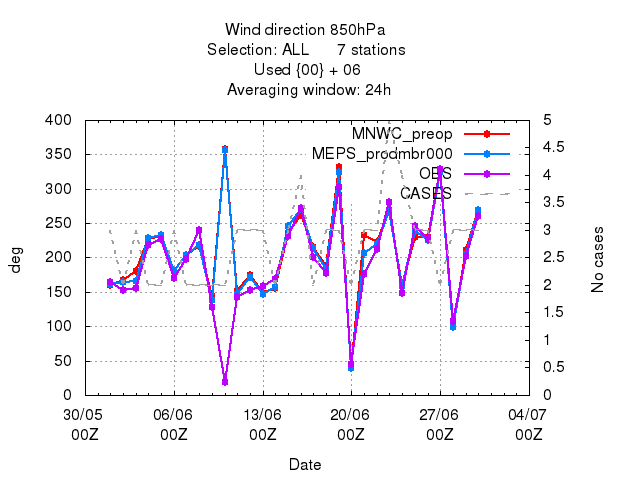 Wind direction 850hPa
Selection: ALL 7 stations
Used {00} + 06
Averaging window: 24h
MNWC_preop
MEPS_prodmbr000
OBS
CASES
deg
400
350
300
250
200
150
100
50
0
No cases
5
4.5
4
3.5
3
2.5
2
1.5
1
0.5
0
30/05 06/06 13/06 20/06 27/06 04/07
00Z 00Z 00Z 00Z 00Z 00Z
Date